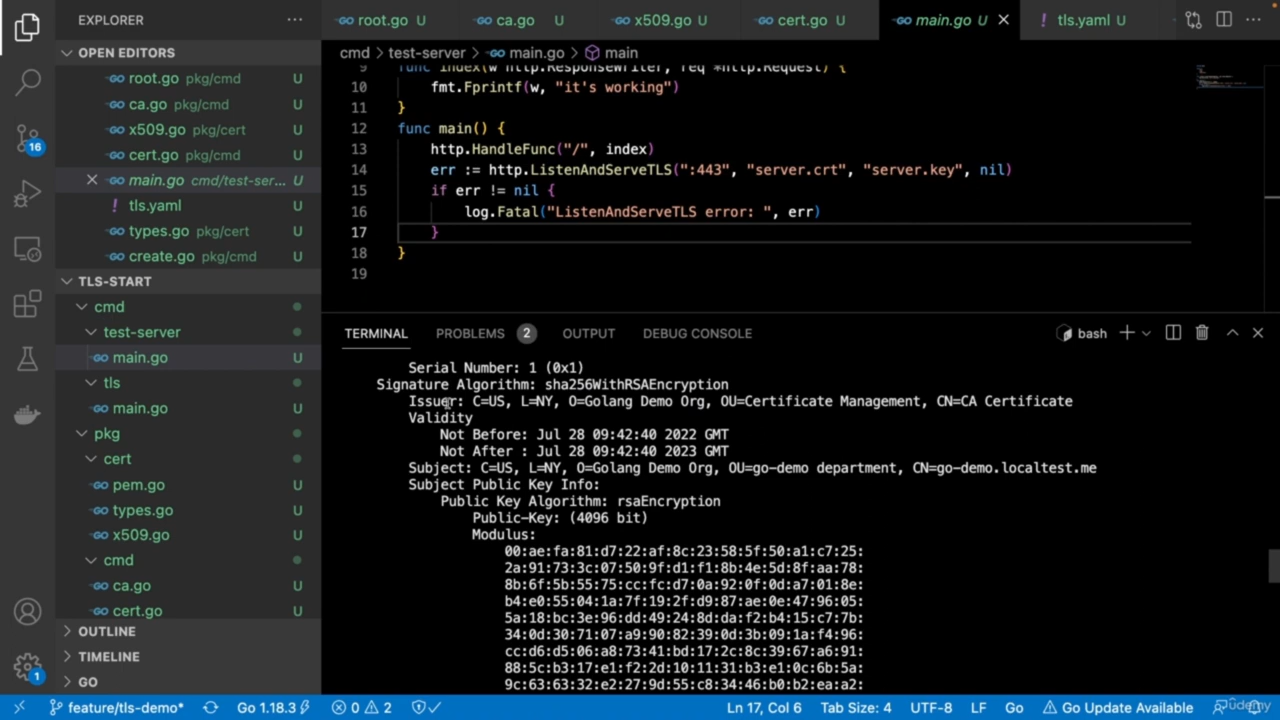 EXPLORER
OPEN EDITORS
root.go pkg/cmd U
ca.go pkg/cmd U
x509.go pkg/cert U
cert.go pkg/cmd U
main.go cmd/test-ser... U
! tls.yaml U
types.go pkg/cert U
create.go pkg/cmd U
TLS-START
cmd
test-server
main.go U
tls
main.go U
pkg
cert
pem.go U
types.go U
x509.go U
cmd
ca.go U
cert.go U
OUTLINE
TIMELINE
GO
16
1
root.go U ca.go U x509.go U cert.go U main.go U ! tls.yaml U
cmd > test-server > main.go > main
9 func index(w http.ResponseWriter, req *http.Request) {
10 fmt.Fprintf(w, "it's working")
11 }
12 func main() {
13 http.HandleFunc("/", index)
14 err := http.ListenAndServeTLS(":443", "server.crt", "server.key", nil)
15 if err != nil {
16 log.Fatal("ListenAndServeTLS error: ", err)
17 }
18 }
19
TERMINAL PROBLEMS 2 OUTPUT DEBUG CONSOLE bash
Serial Number: 1 (0x1)
Signature Algorithm: sha256WithRSAEncryption
Issuer: C=US, L=NY, O=Golang Demo Org, OU=Certificate Management, CN=CA Certificate
Validity
Not Before: Jul 28 09:42:40 2022 GMT
Not After : Jul 28 09:42:40 2023 GMT
Subject: C=US, L=NY, O=Golang Demo Org, OU=go-demo department, CN=go-demo.localtest.me
Subject Public Key Info:
Public Key Algorithm: rsaEncryption
Public-Key: (4096 bit)
Modulus:
00:ae:fa:81:d7:22:af:8c:23:58:5f:50:a1:c7:25:
2a:91:73:3c:07:50:9f:d1:f1:8b:4e:5d:8f:aa:78:
8b:6f:5b:55:75:cc:fc:d7:0a:92:0f:0d:a7:01:8e:
b4:e0:55:04:1a:7f:19:2f:d9:87:ae:0e:47:96:05:
5a:18:bc:3e:96:dd:49:24:8d:da:f2:b4:15:c7:7b:
34:0d:30:71:07:a9:90:82:39:0d:3b:09:1a:f4:96:
cc:d6:d5:06:a8:73:41:bd:17:2c:8c:39:67:a6:91:
88:5c:b3:17:e1:f2:2d:10:11:31:b3:e1:0c:6b:5a:
9c:63:63:32:e2:27:9d:55:c8:34:46:b0:b2:ea:a2:
feature/tls-demo* Go 1.18.3 0 2 Ln 17, Col 6 Tab Size: 4 UTF-8 LF Go Go Update Available
udemy